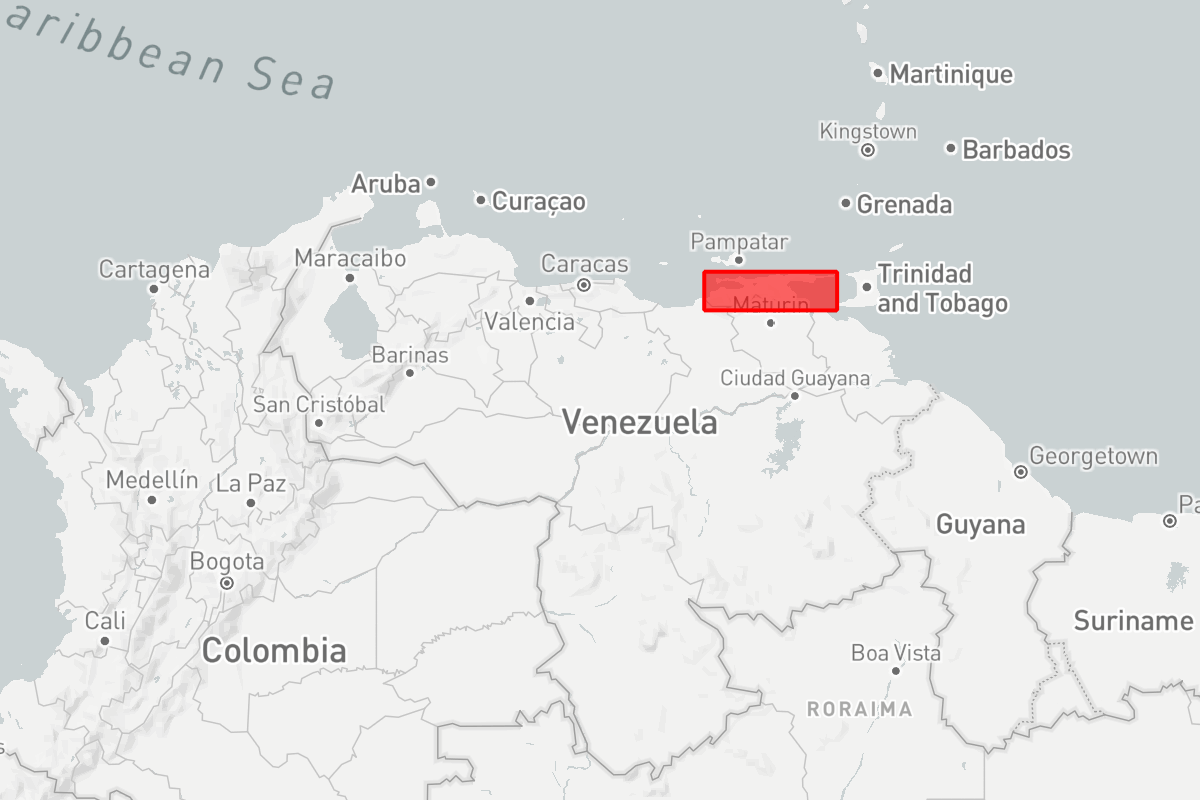 aribbean Sea
Martinique
Kingstown
Barbados
Aruba
Curaçao
Grenada
Pampatar
Maracaibo
Caracas
Cartagena
Trinidad
and Tobago
Maturin
Valencia
Barinas
Ciudad Guayana
San Cristóbal
Venezuela
Georgetown
Medellín
La Paz
Pa
Guyana
Bogota
Cali
Suriname
Colombia
Boa Vista
RORAIMA
s